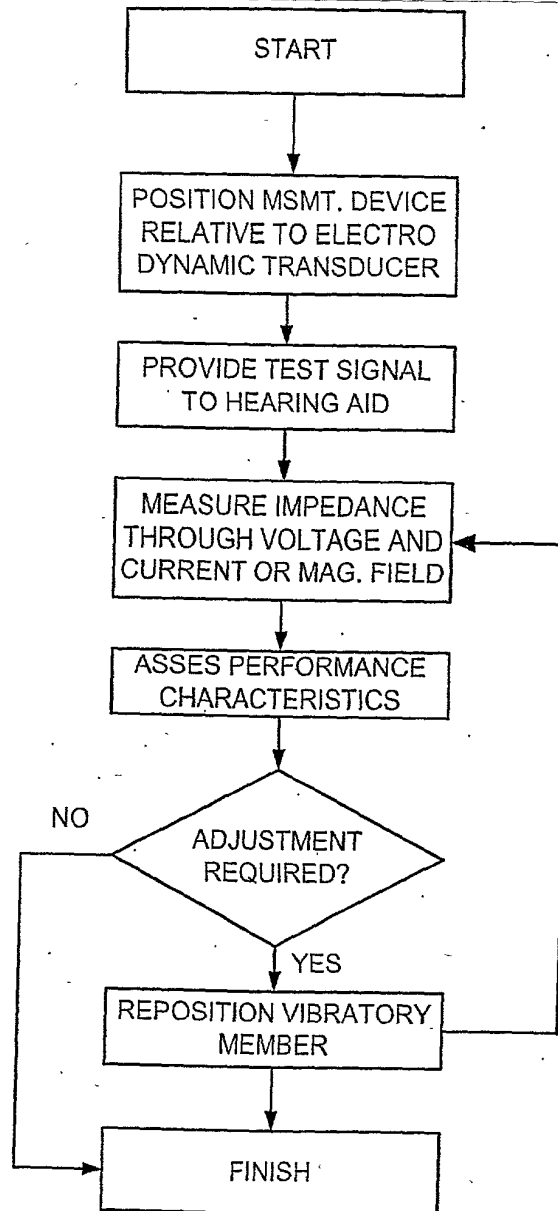 START
POSITION MSMT. DEVICE
RELATIVE TO ELECTRO
DYNAMIC TRANSDUCER
PROVIDE TEST SIGNAL
TO HEARING AID
MEASURE IMPEDANCE
THROUGH VOLTAGE AND
CURRENT OR MAG. FIELD
ASSES PERFORMANCE
CHARACTERISTICS
NO
ADJUSTMENT
REQUIRED?
YES
REPOSITION VIBRATORY
MEMBER
FINISH